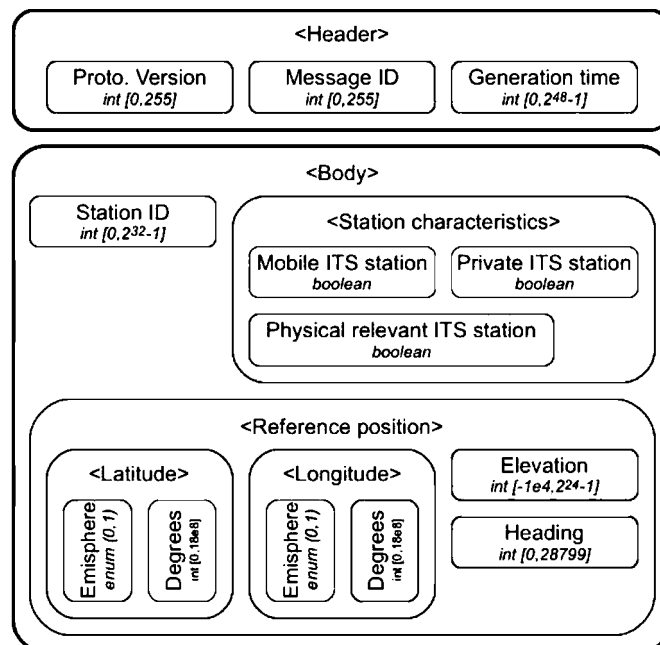 <Header>
Proto. Version
int [0,255]
Message ID
int [0,255]
Generation time
int [0,2⁴⁸-1]
<Body>
Station ID
int [0,2³²-1]
<Station characteristics>
Mobile ITS station
boolean
Private ITS station
boolean
Physical relevant ITS station
boolean
<Reference position>
<Latitude>
Emisphere
enum (0,1)
Degrees
int [0,18e8]
<Longitude>
Emisphere
enum (0,1)
Degrees
int [0,18e8]
Elevation
int [-1e4,2²⁴-1]
Heading
int [0,28799]